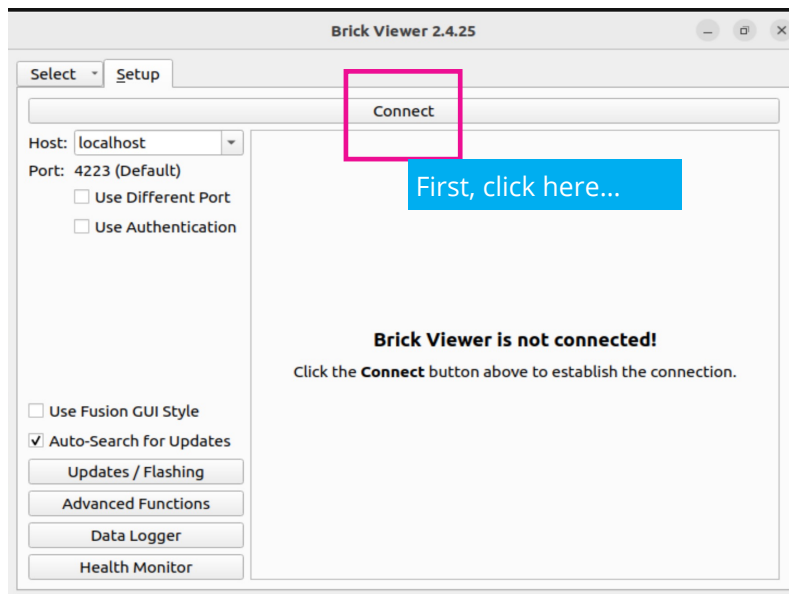 Brick Viewer 2.4.25
Select Setup
Connect
Host: localhost
Port: 4223 (Default)
First, click here...
Use Different Port
Use Authentication
Brick Viewer is not connected!
Click the Connect button above to establish the connection.
Use Fusion GUI Style
Auto-Search for Updates
Updates / Flashing
Advanced Functions
Data Logger
Health Monitor